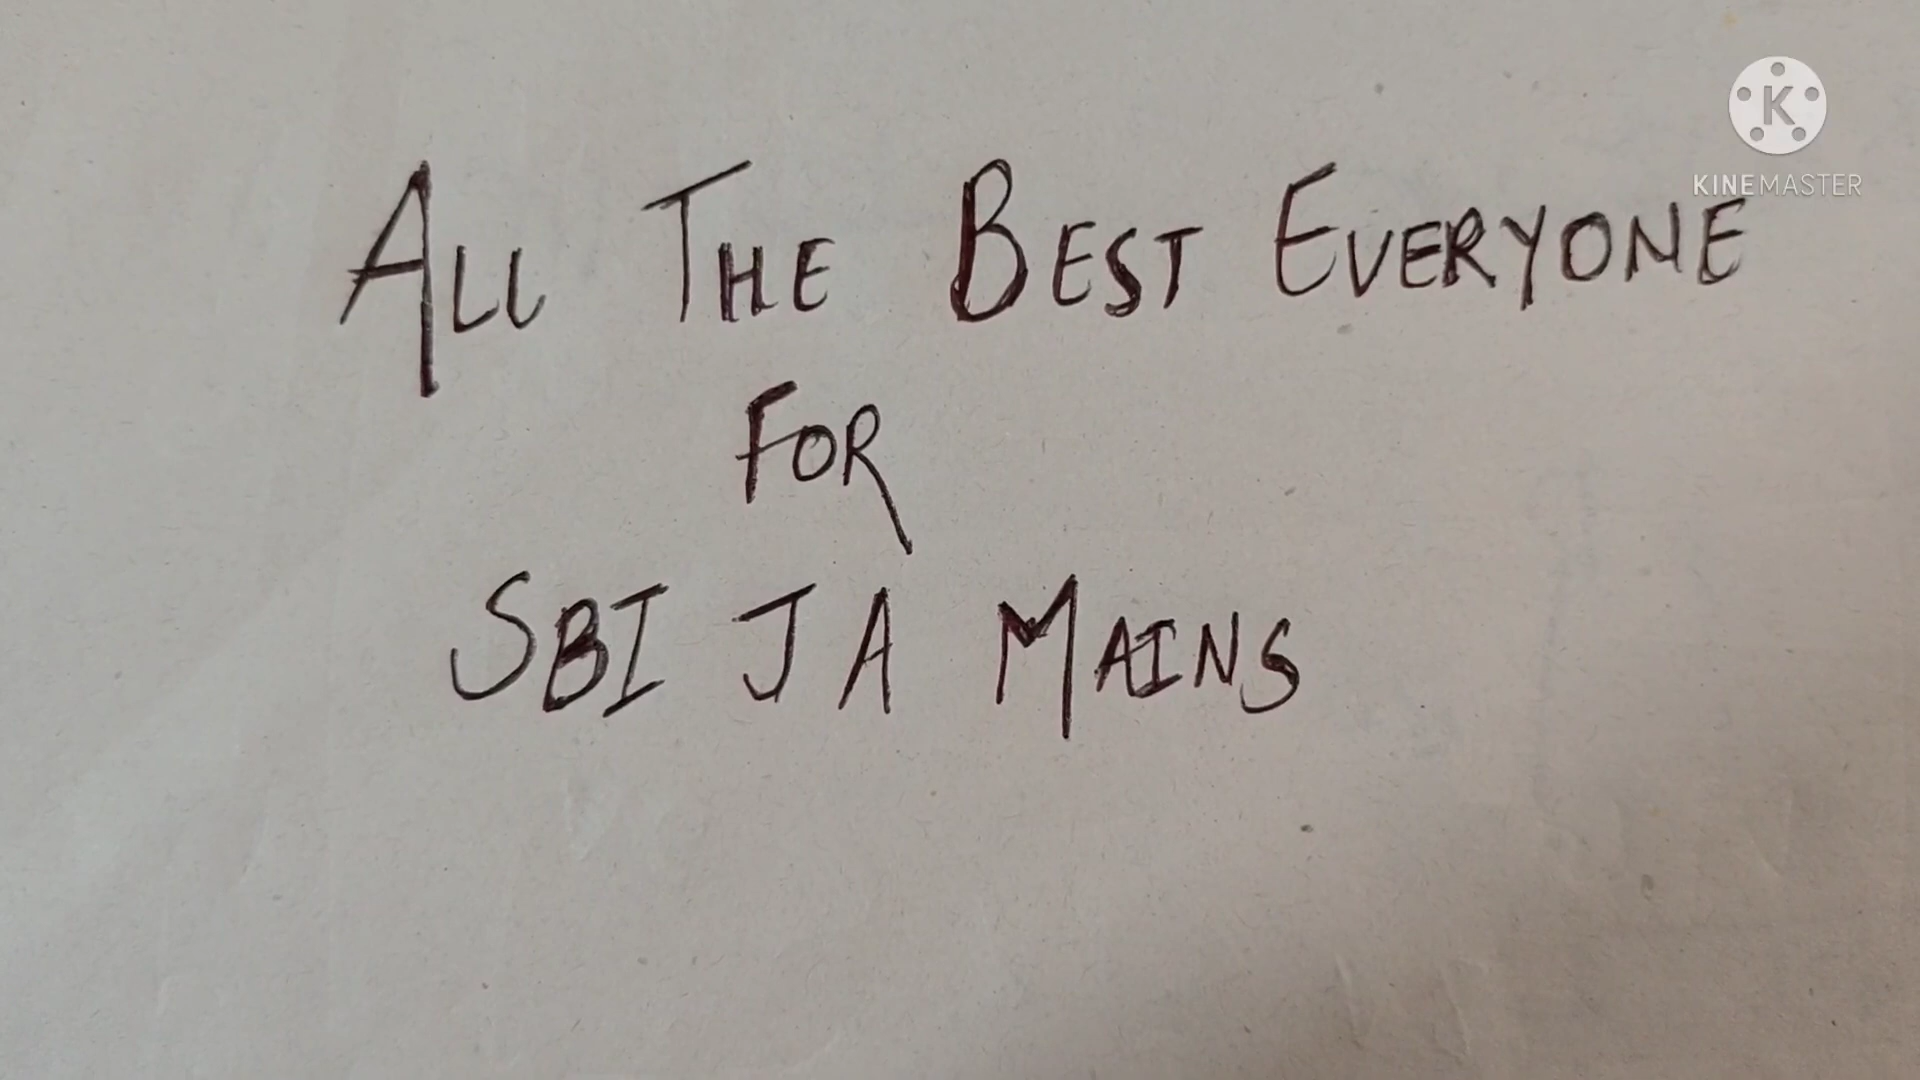 K
KINEMASTER
ALL THE BEST EVERYONE
FOR
SBI JA MAINS